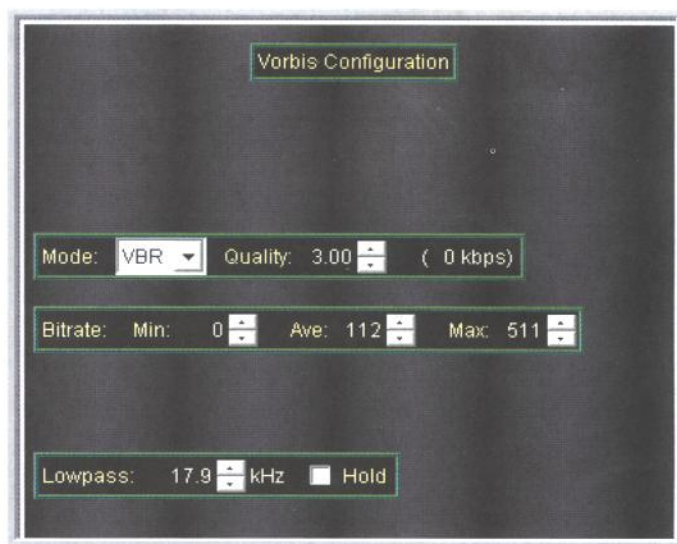 Vorbis Configuration
Mode: VBR Quality: 3.00 ( 0 kbps)
Bitrate: Min: 0 Ave: 112 Max: 511
Lowpass: 17.9 kHz Hold